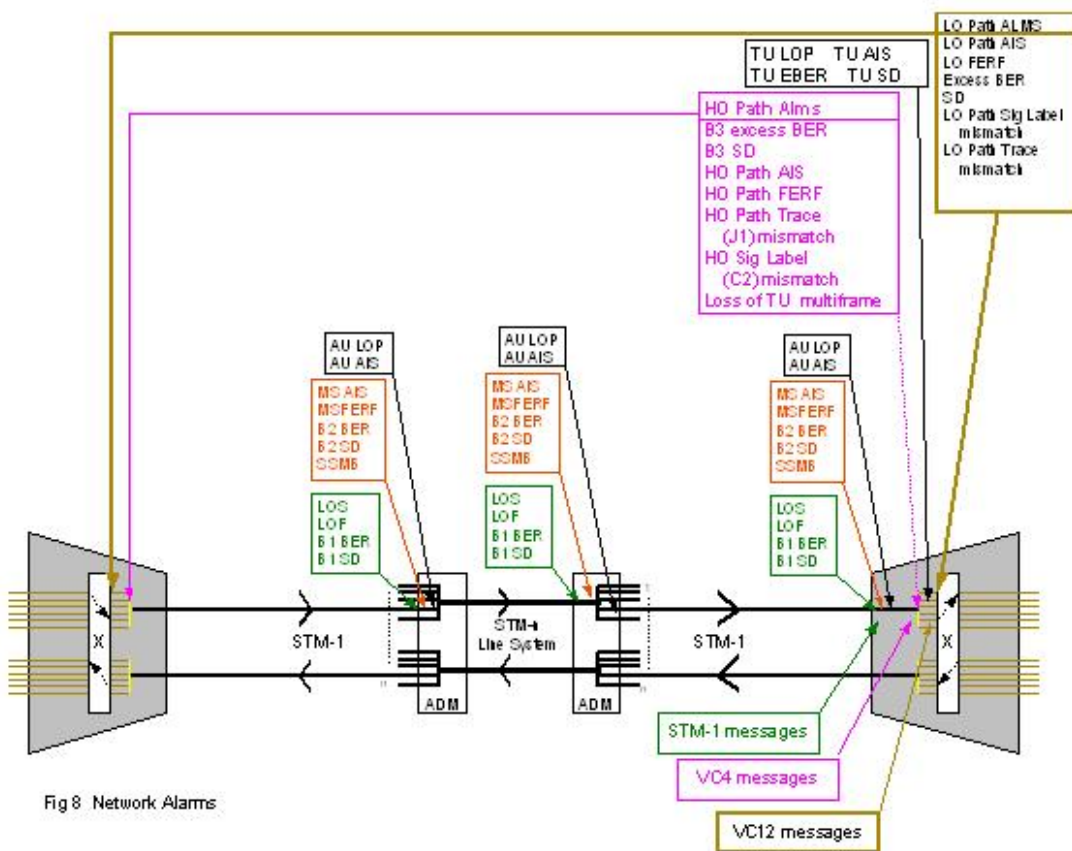 LO Path ALMS
LO Path AIS
LO FERF
Excess BER
SD
LO Path Sig Label
mismatch
LO Path Trace
mismatch
TU LOP TU AIS
TU EBER TU SD
HO Path Alms
B3 excess BER
B3 SD
HO Path AIS
HO Path FERF
HO Path Trace
(J1) mismatch
HO Sig Label
(C2) mismatch
Loss of TU multiframe
AU LOP
AU AIS
MS AIS
MSFERF
B2 BER
B2 SD
SSMB
LOS
LOF
B1 BER
B1 SD
AU LOP
AU AIS
MS AIS
MSFERF
B2 BER
B2 SD
SSMB
LOS
LOF
B1 BER
B1 SD
AU LOP
AU AIS
MS AIS
MSFERF
B2 BER
B2 SD
SSMB
LOS
LOF
B1 BER
B1 SD
X
STM-1
STM-n
Line System
STM-1
X
ADM
ADM
STM-1 messages
VC4 messages
VC12 messages
Fig 8 Network Alarms